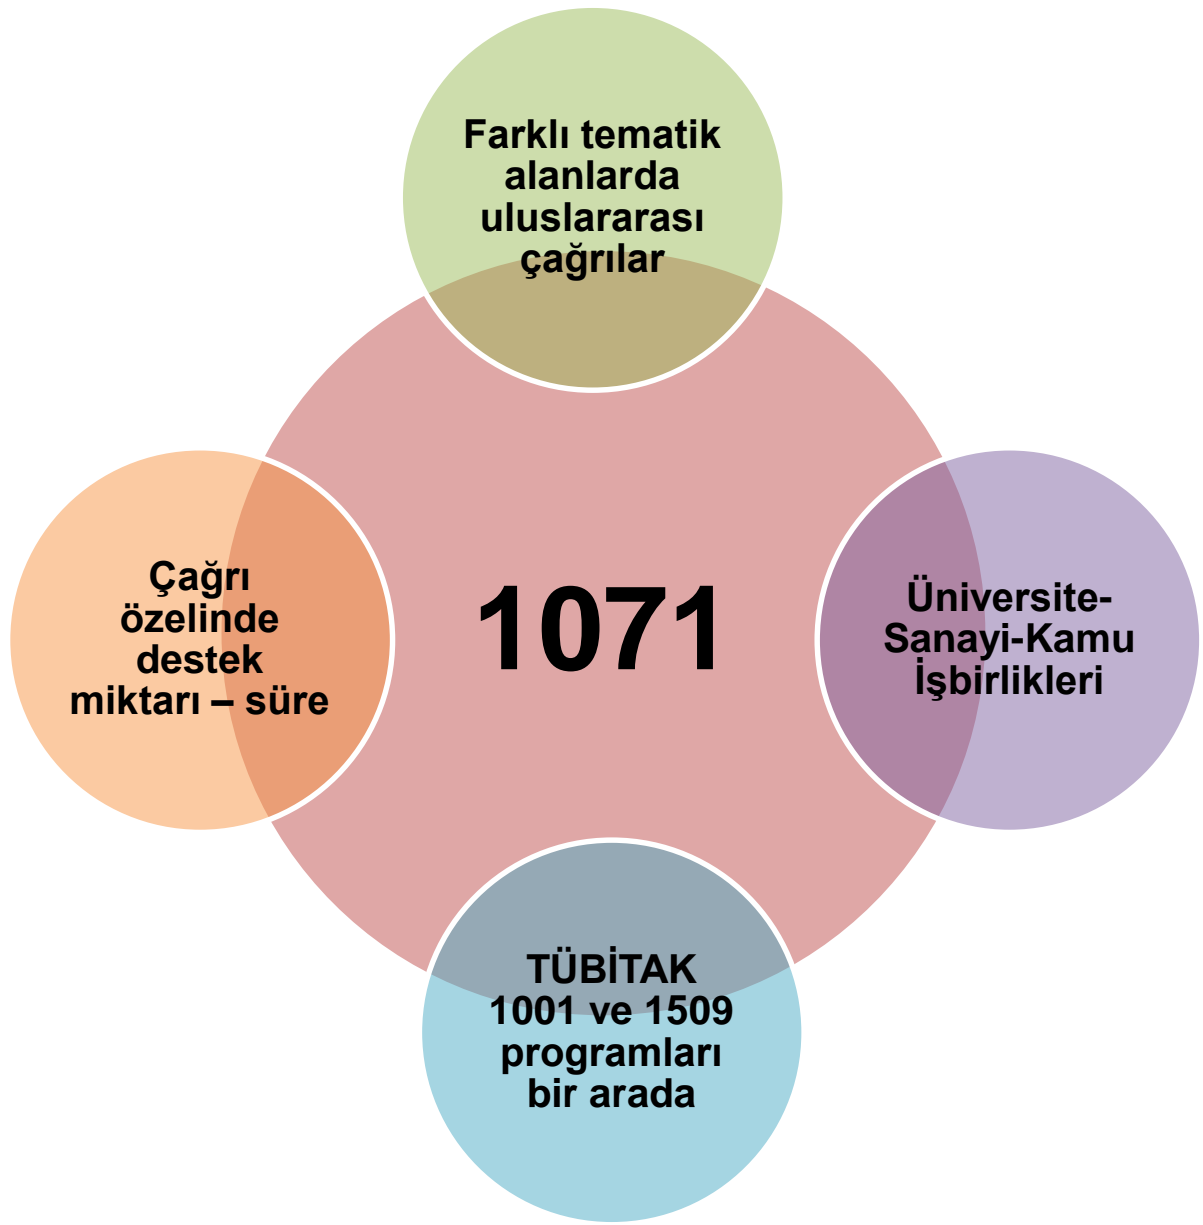 Farklı tematik
alanlarda
uluslararası
çağrılar
Çağrı
özelinde
destek
miktarı – süre
1071
Üniversite-
Sanayi-Kamu
İşbirlikleri
TÜBİTAK
1001 ve 1509
programları
bir arada